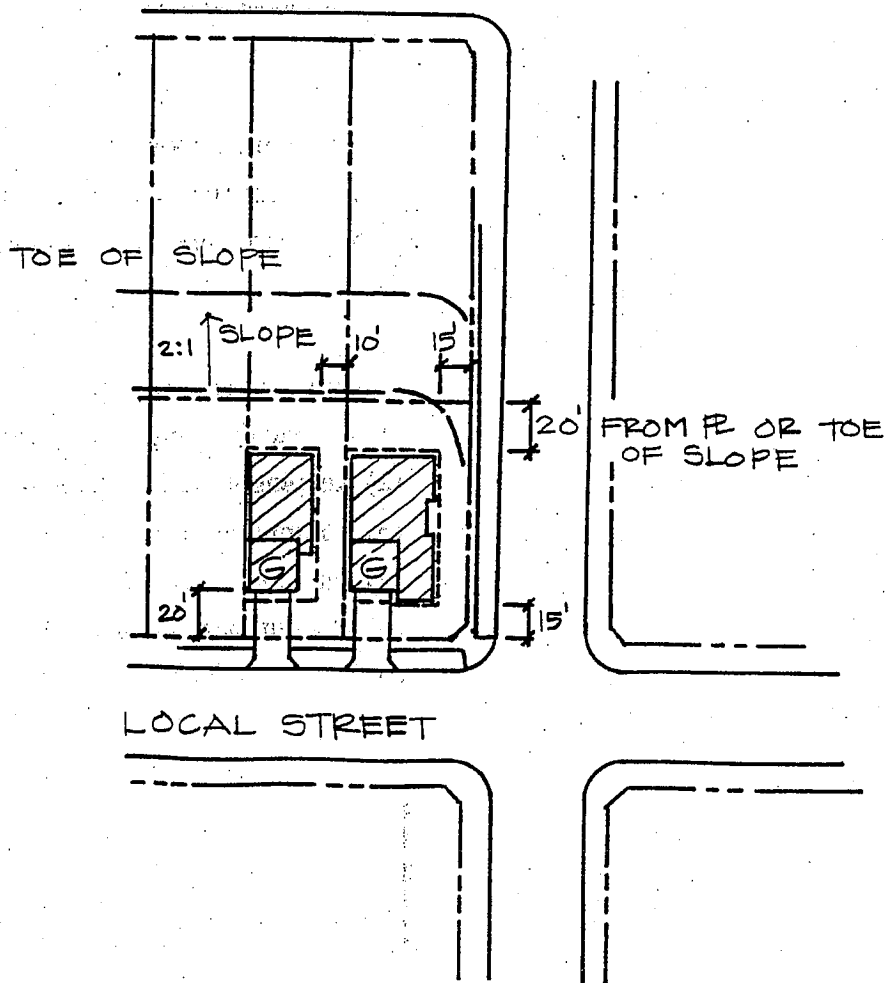 TOE OF SLOPE
2:1 SLOPE
10'
15'
20' FROM PL OR TOE
OF SLOPE
G
G
20'
15'
LOCAL STREET